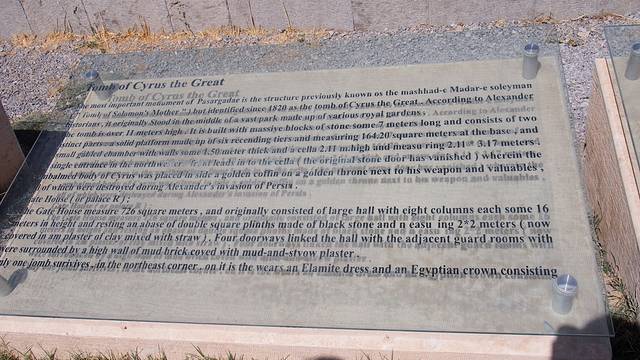 Tomb of Cyrus the Great
The most important monument of Pasargadae is the structure previously known os the mashhad-e Madar-e soleyman
( Tomb of Solomon's Mother ") but identified since 1820 as the tomb of Cyrus the Great . According to Alexander
, it originally Stood in the middle of a vast park made up of various royal gardens .
The tomb is over 11 meters high . It is built with massive blocks of stone some 7 meters long and consists of two
parts :a solid platform made up of six receding tiers and measuring 164.20 square meters at the base , and
small gabled chamber with walls 1.50 meter thick and a cella 2.11 m.high and measu ring 2.11 * 3.17 meters .
single entrance in the northwest leads in to the cella ( the original stone door has vanished ) wherein the
embalmed body of Cyrus was placed in side a golden coffin on a golden throne next to his weapon and valuables ,
of which were destroyed during Alexander's invasion of Persia .
Gate House ( or palace R ) :
The Gate House measure 726 square meters , and originally consisted of large hall with eight columns each some 16
meters in height and resting an abase of double square plinths made of black stone and n easu ing 2*2 meters ( now
covered in am plinge of clay mixed with straw ) . Four doorways linked the hall with the adjacent guard rooms with
were surrounded by a high wall of mud brick coyed with mud-and-styow plaster .
only one jomb surivives , in the northeast corner , on it is the wears an Elamite dress and an Egyptian crown consisting